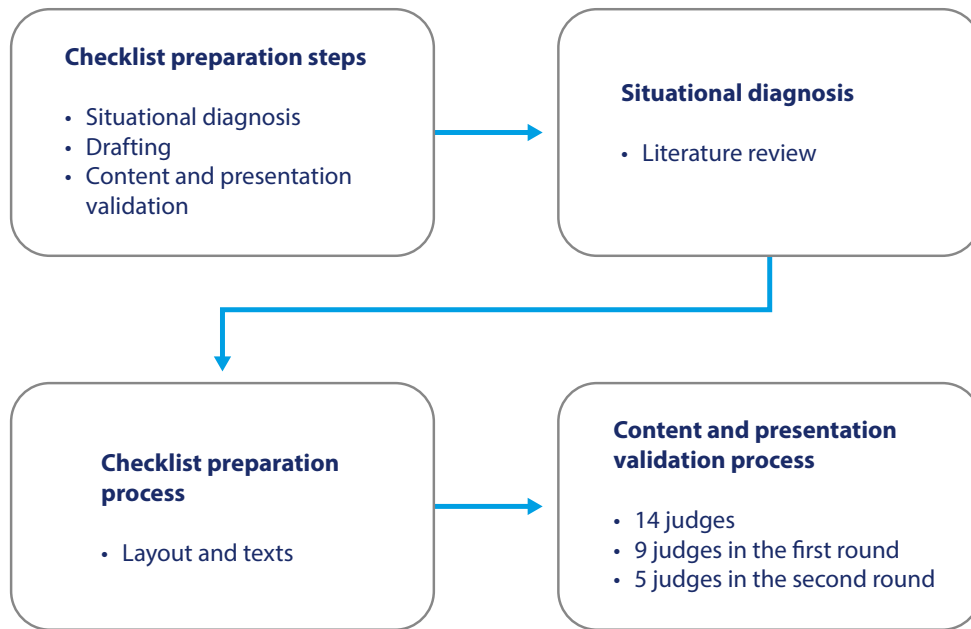 Checklist preparation steps
• Situational diagnosis
• Drafting
• Content and presentation
validation
Situational diagnosis
• Literature review
Checklist preparation
process
• Layout and texts
Content and presentation
validation process
• 14 judges
• 9 judges in the first round
• 5 judges in the second round